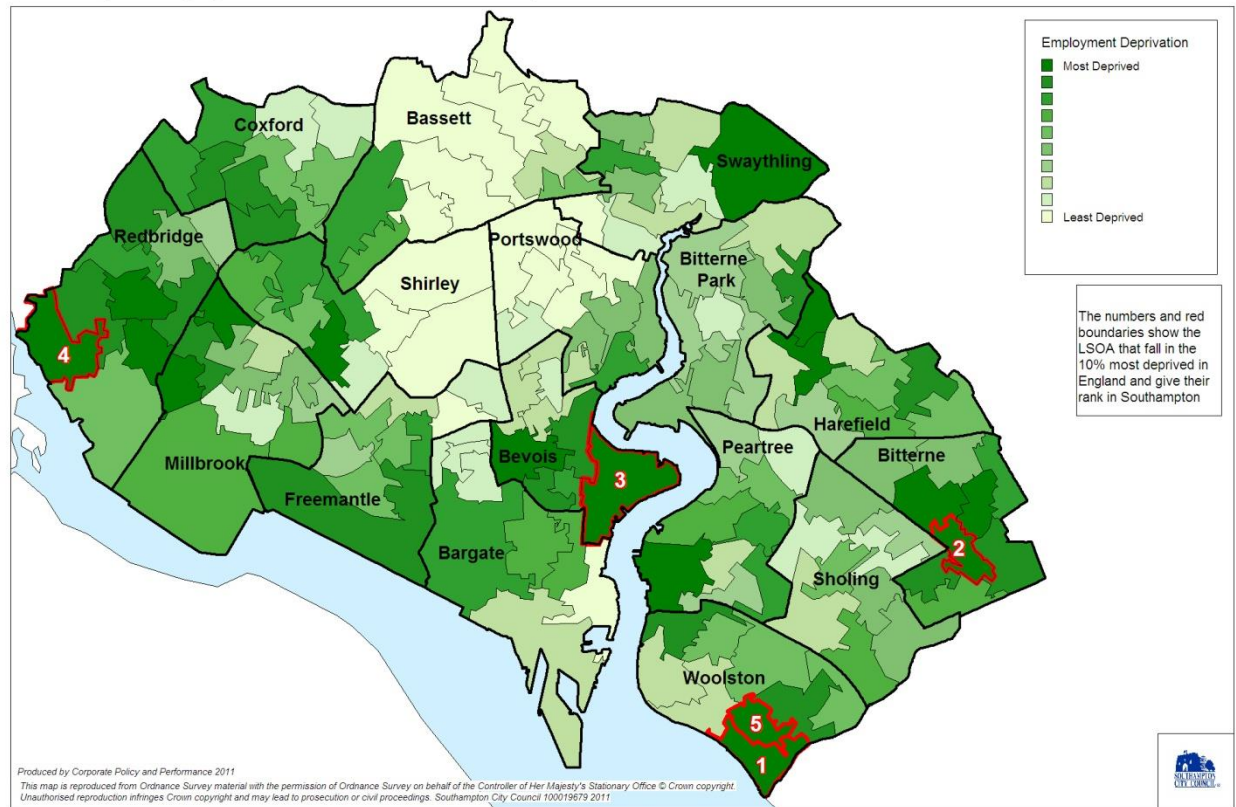 Employment Deprivation
Most Deprived
Least Deprived
The numbers and red
boundaries show the
LSOA that fall in the
10% most deprived in
England and give their
rank in Southampton
Coxford
Bassett
Swaythling
Redbridge
Portswood
Bitterne
Park
Shirley
4
Harefield
Peartree
Bitterne
Millbrook
Bevois
3
Freemantle
2
Bargate
Sholing
Woolston
5
1
Produced by Corporate Policy and Performance 2011
This map is reproduced from Ordnance Survey material with the permission of Ordnance Survey on behalf of the Controller of Her Majesty's Stationary Office © Crown copyright.
Unauthorised reproduction infringes Crown copyright and may lead to prosecution or civil proceedings. Southampton City Council 100019679 2011
SOUTHAMPTON
CITY COUNCIL